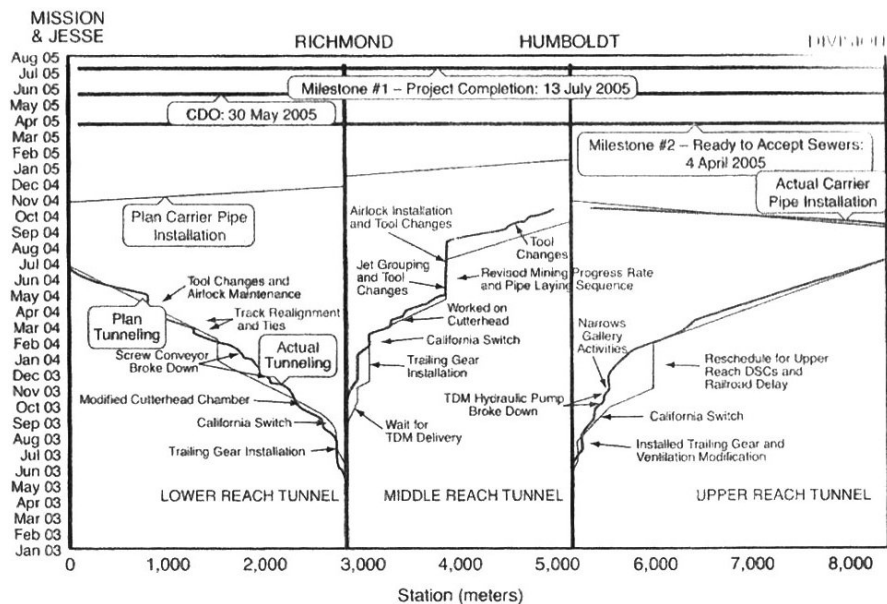 MISSION
& JESSE
RICHMOND
HUMBOLDT
DIVISION
Aug 05
Jul 05
Jun 05
May 05
Apr 05
Mar 05
Feb 05
Jan 05
Dec 04
Nov 04
Oct 04
Sep 04
Aug 04
Jul 04
Jun 04
May 04
Apr 04
Mar 04
Feb 04
Jan 04
Dec 03
Nov 03
Oct 03
Sep 03
Aug 03
Jul 03
Jun 03
May 03
Apr 03
Mar 03
Feb 03
Jan 03
Milestone #1 – Project Completion: 13 July 2005
CDO: 30 May 2005
Milestone #2 – Ready to Accept Sewers:
4 April 2005
Actual Carrier
Pipe Installation
Plan Carrier Pipe
Installation
Airlock Installation
and Tool Changes
Tool
Changes
Jet Grouping
and Tool
Changes
Revised Mining Progress Rate
and Pipe Laying Sequence
Tool Changes and
Airlock Maintenance
Plan
Tunneling
Track Realignment
and Ties
Worked on
Cutterhead
California Switch
Narrows
Gallery
Activities
Screw Conveyor
Broke Down
Actual
Tunneling
Trailing Gear
Installation
Reschedule for Upper
Reach DSCs and
Railroad Delay
Modified Cutterhead Chamber
TDM Hydraulic Pump
Broke Down
California Switch
California Switch
Wait for
TDM Delivery
Trailing Gear Installation
Installed Trailing Gear and
Ventilation Modification
LOWER REACH TUNNEL
MIDDLE REACH TUNNEL
UPPER REACH TUNNEL
0
1,000
2,000
3,000
4,000
5,000
6,000
7,000
8,000
Station (meters)